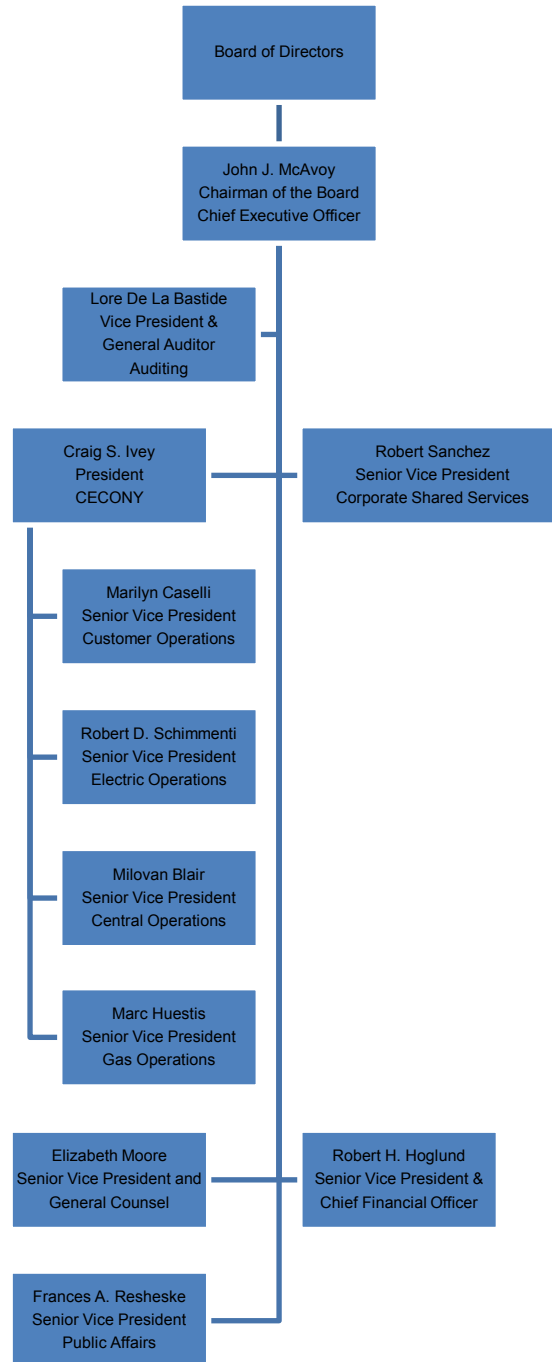 Board of Directors
John J. McAvoy
Chairman of the Board
Chief Executive Officer
Lore De La Bastide
Vice President &
General Auditor
Auditing
Craig S. Ivey
President
CECONY
Robert Sanchez
Senior Vice President
Corporate Shared Services
Marilyn Caselli
Senior Vice President
Customer Operations
Robert D. Schimmenti
Senior Vice President
Electric Operations
Milovan Blair
Senior Vice President
Central Operations
Marc Huestis
Senior Vice President
Gas Operations
Elizabeth Moore
Senior Vice President and
General Counsel
Robert H. Hoglund
Senior Vice President &
Chief Financial Officer
Frances A. Resheske
Senior Vice President
Public Affairs